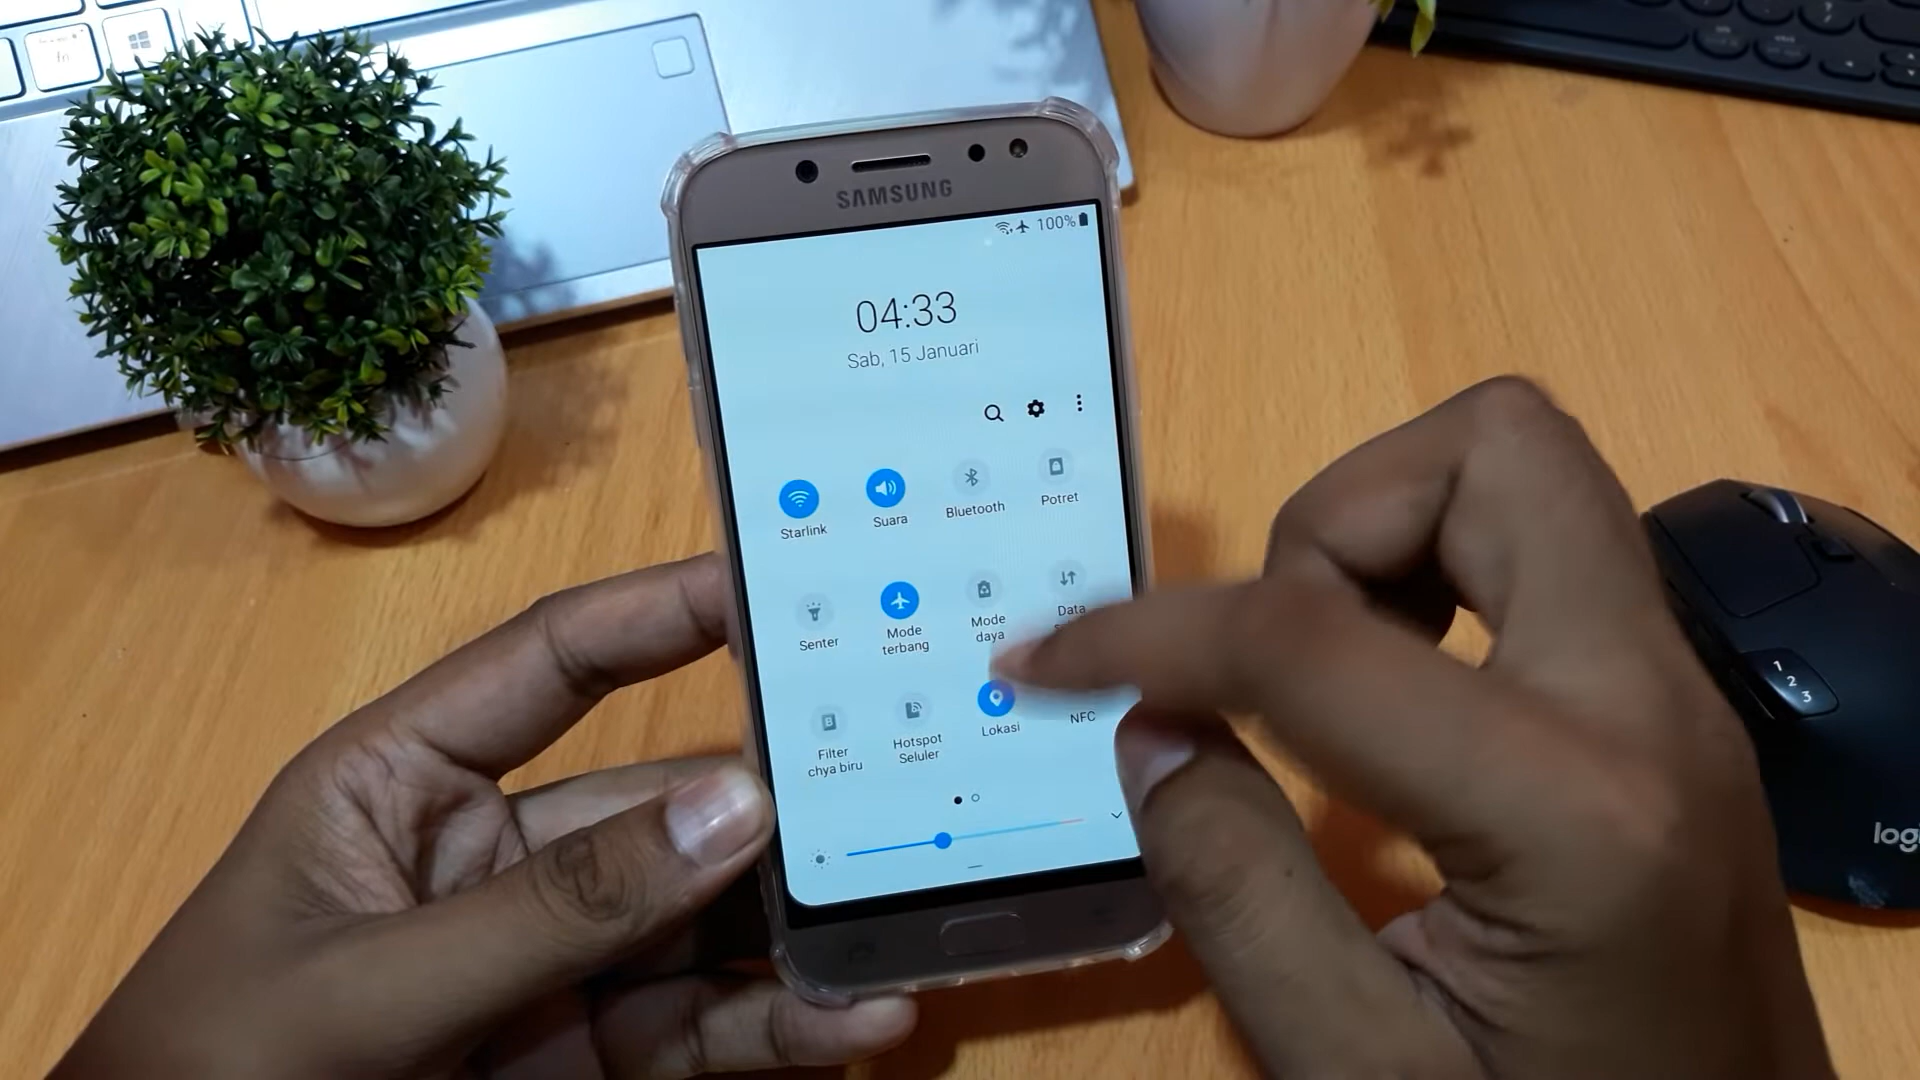 fn
SAMSUNG
100%
04:33
Sab, 15 Januari
Starlink
Suara
Bluetooth
Potret
Senter
Mode
terbang
Mode
daya
Data
Filter
chya biru
Hotspot
Seluler
Lokasi
NFC
1
2
3
logi